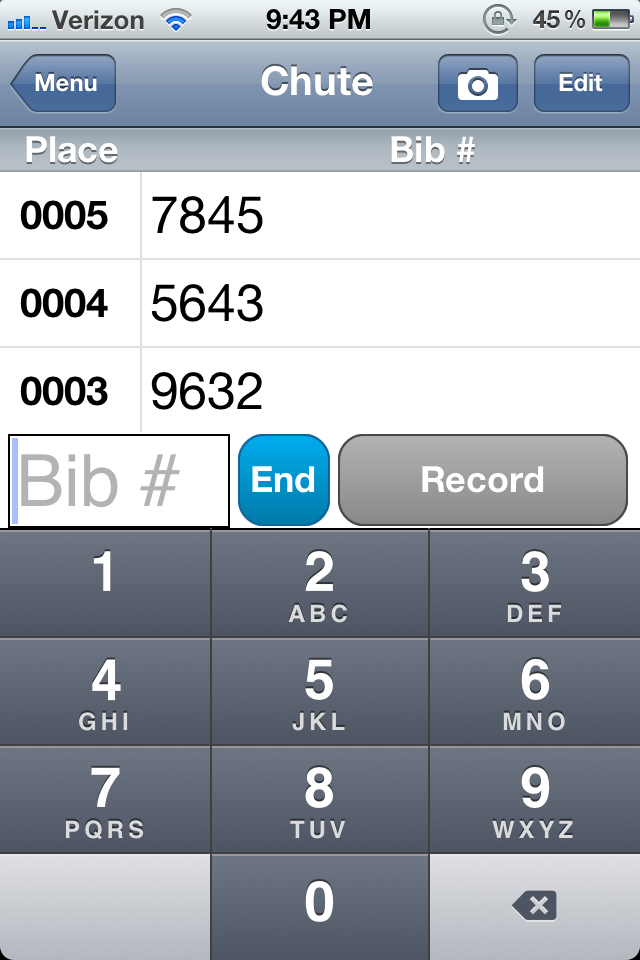 Verizon 9:43 PM 45%
Menu Chute Edit
Place Bib #
0005 7845
0004 5643
0003 9632
Bib # End Record
1 2 3
ABC DEF
4 5 6
GHI JKL MNO
7 8 9
PQRS TUV WXYZ
0